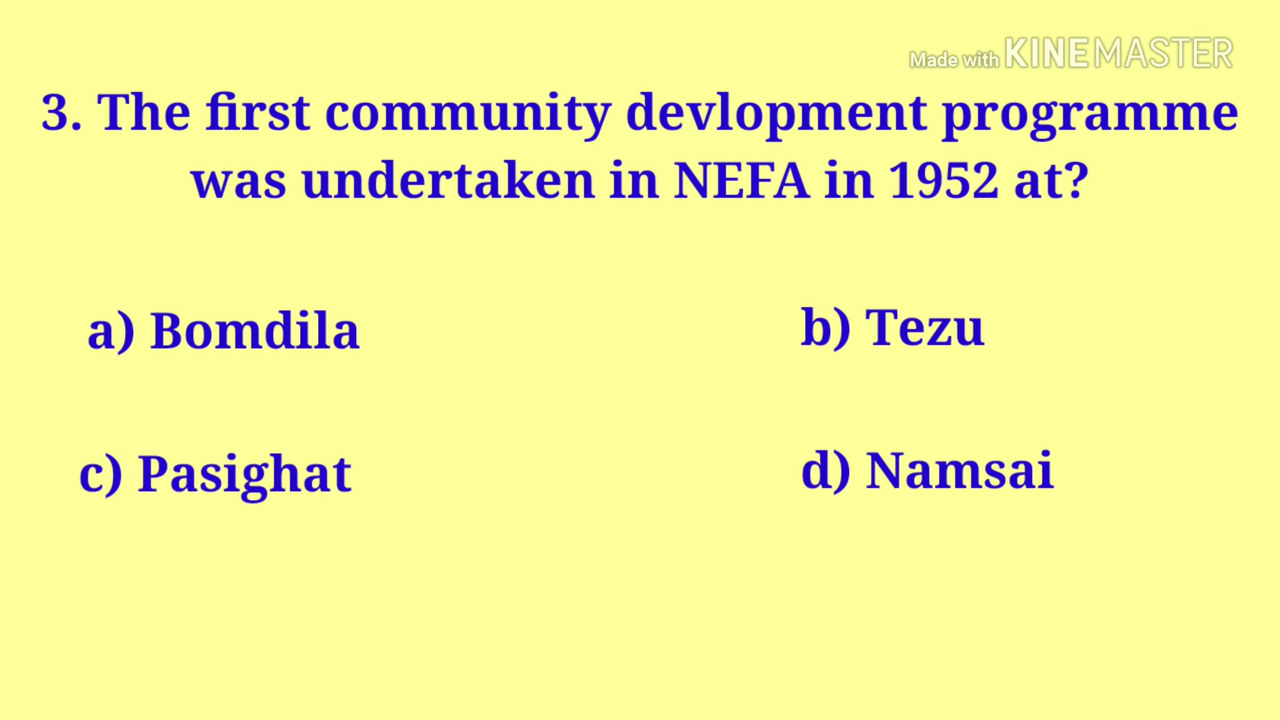 Made with KINEMASTER
3. The first community devlopment programme
was undertaken in NEFA in 1952 at?
a) Bomdila
b) Tezu
c) Pasighat
d) Namsai